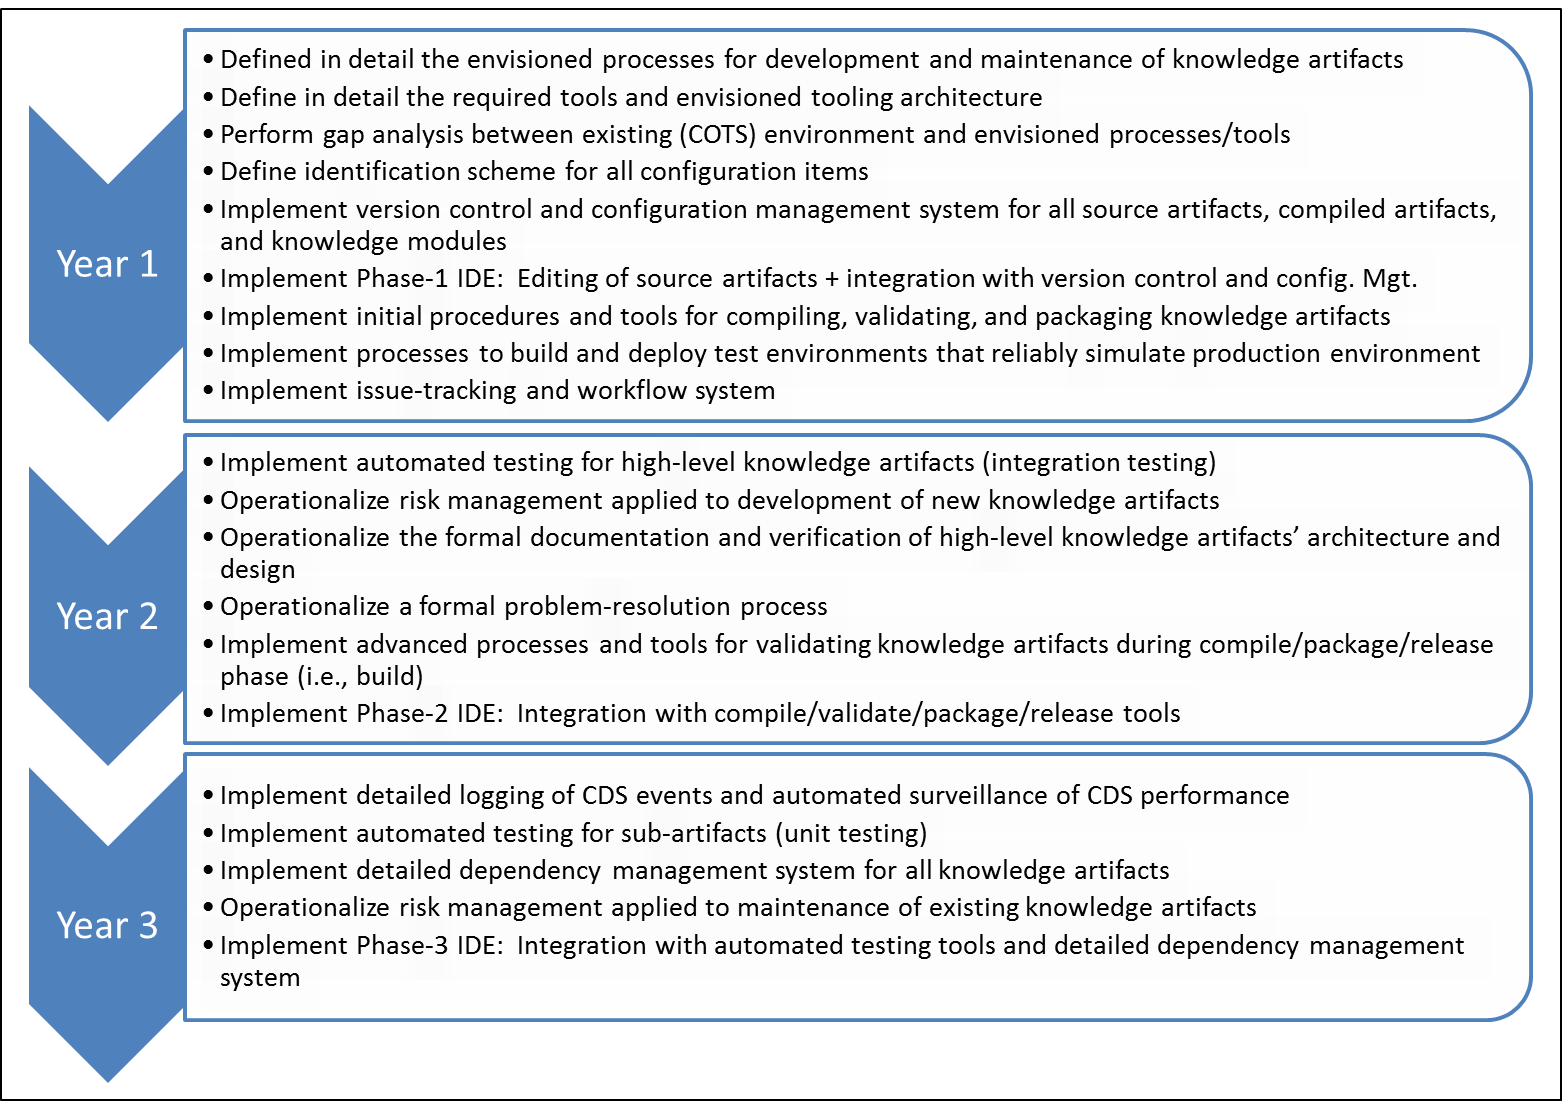 Year 1
• Defined in detail the envisioned processes for development and maintenance of knowledge artifacts
• Define in detail the required tools and envisioned tooling architecture
• Perform gap analysis between existing (COTS) environment and envisioned processes/tools
• Define identification scheme for all configuration items
• Implement version control and configuration management system for all source artifacts, compiled artifacts,
and knowledge modules
• Implement Phase-1 IDE:  Editing of source artifacts + integration with version control and config. Mgt.
• Implement initial procedures and tools for compiling, validating, and packaging knowledge artifacts
• Implement processes to build and deploy test environments that reliably simulate production environment
• Implement issue-tracking and workflow system
Year 2
• Implement automated testing for high-level knowledge artifacts (integration testing)
• Operationalize risk management applied to development of new knowledge artifacts
• Operationalize the formal documentation and verification of high-level knowledge artifacts’ architecture and
design
• Operationalize a formal problem-resolution process
• Implement advanced processes and tools for validating knowledge artifacts during compile/package/release
phase (i.e., build)
• Implement Phase-2 IDE:  Integration with compile/validate/package/release tools
Year 3
• Implement detailed logging of CDS events and automated surveillance of CDS performance
• Implement automated testing for sub-artifacts (unit testing)
• Implement detailed dependency management system for all knowledge artifacts
• Operationalize risk management applied to maintenance of existing knowledge artifacts
• Implement Phase-3 IDE:  Integration with automated testing tools and detailed dependency management
system